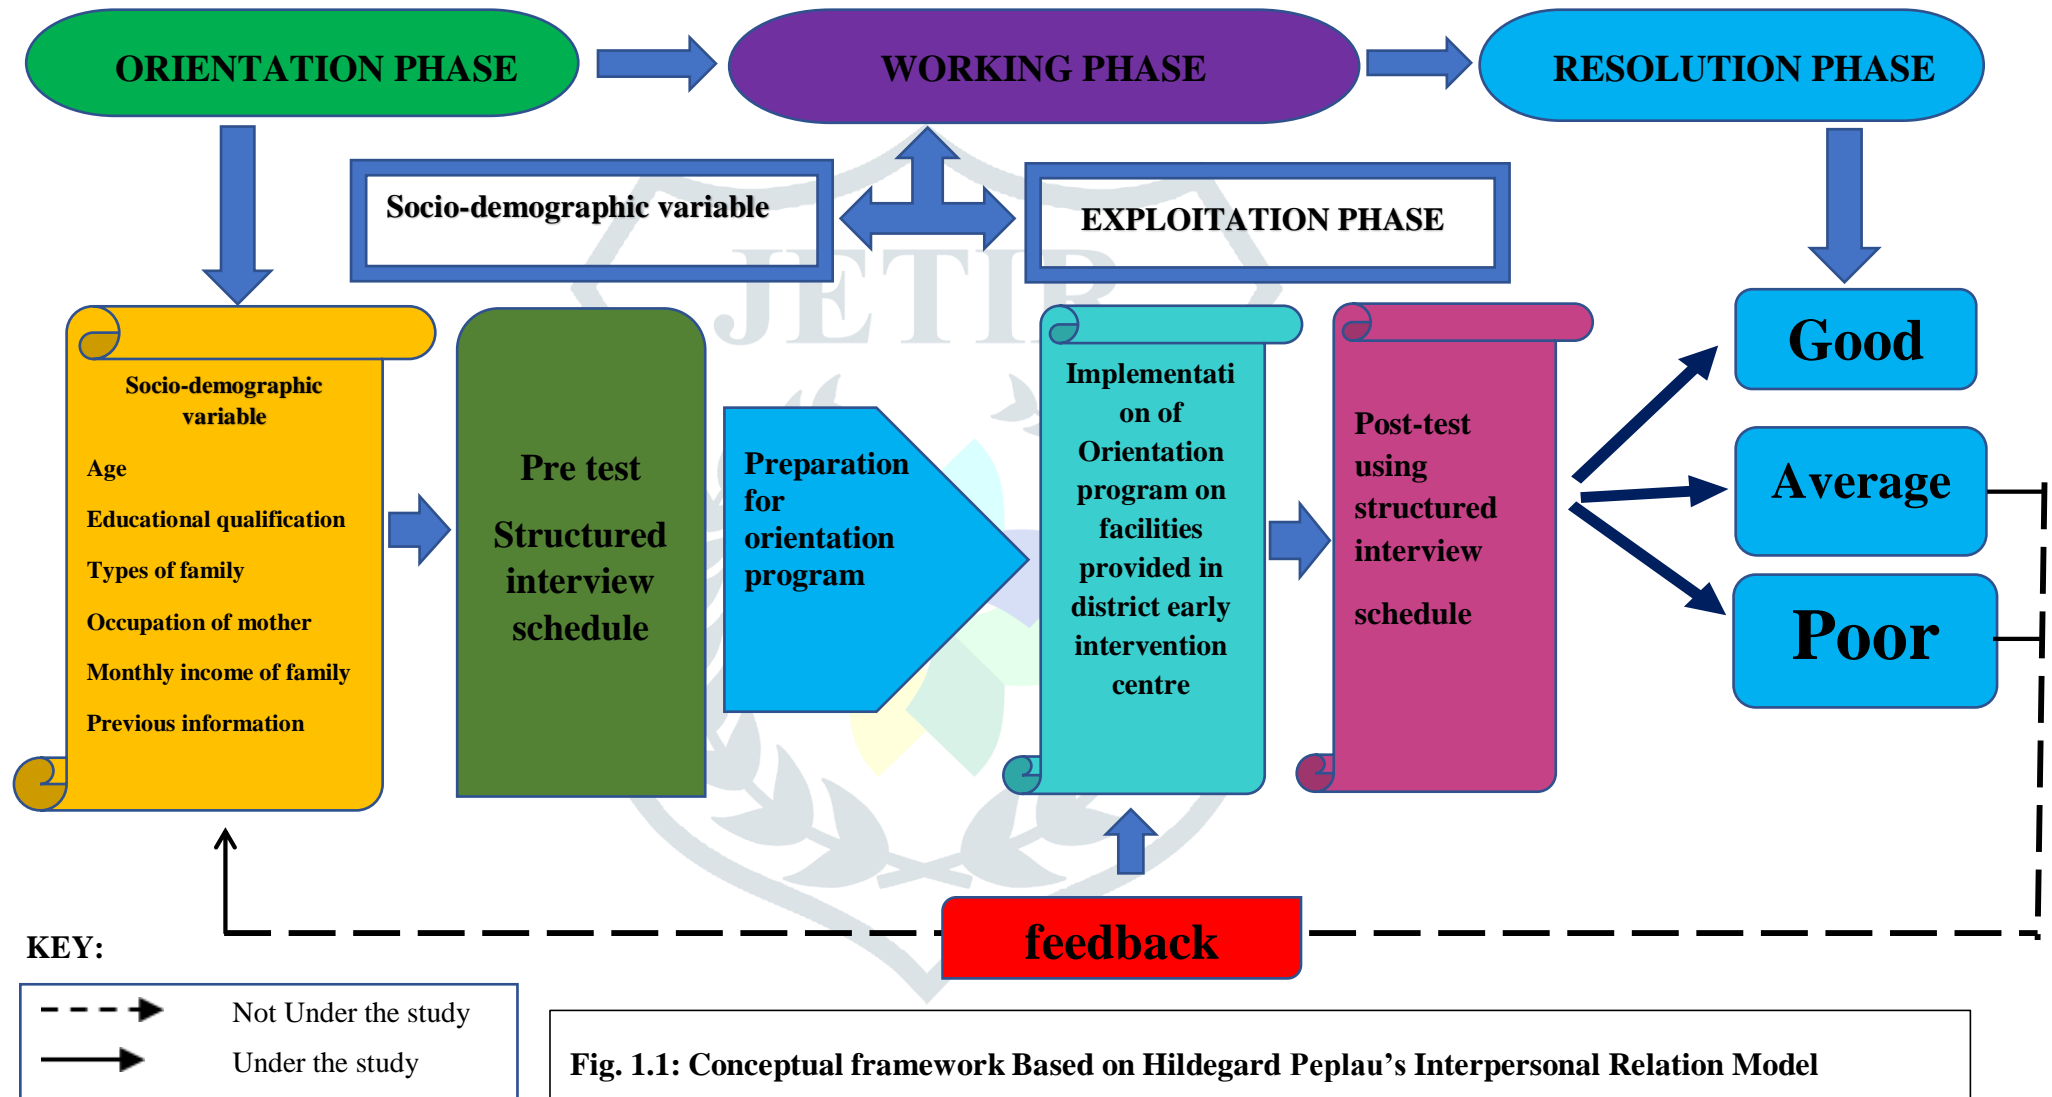 ORIENTATION PHASE
WORKING PHASE
RESOLUTION PHASE
Socio-demographic variable
EXPLOITATION PHASE
JETIR
Socio-demographic
variable
Age
Educational qualification
Types of family
Occupation of mother
Monthly income of family
Previous information
Pre test
Structured
interview
schedule
Preparation
for
orientation
program
Implementati
on of
Orientation
program on
facilities
provided in
district early
intervention
centre
Post-test
using
structured
interview
schedule
Good
Average
Poor
feedback
KEY:
Not Under the study
Under the study
Fig. 1.1: Conceptual framework Based on Hildegard Peplau’s Interpersonal Relation Model